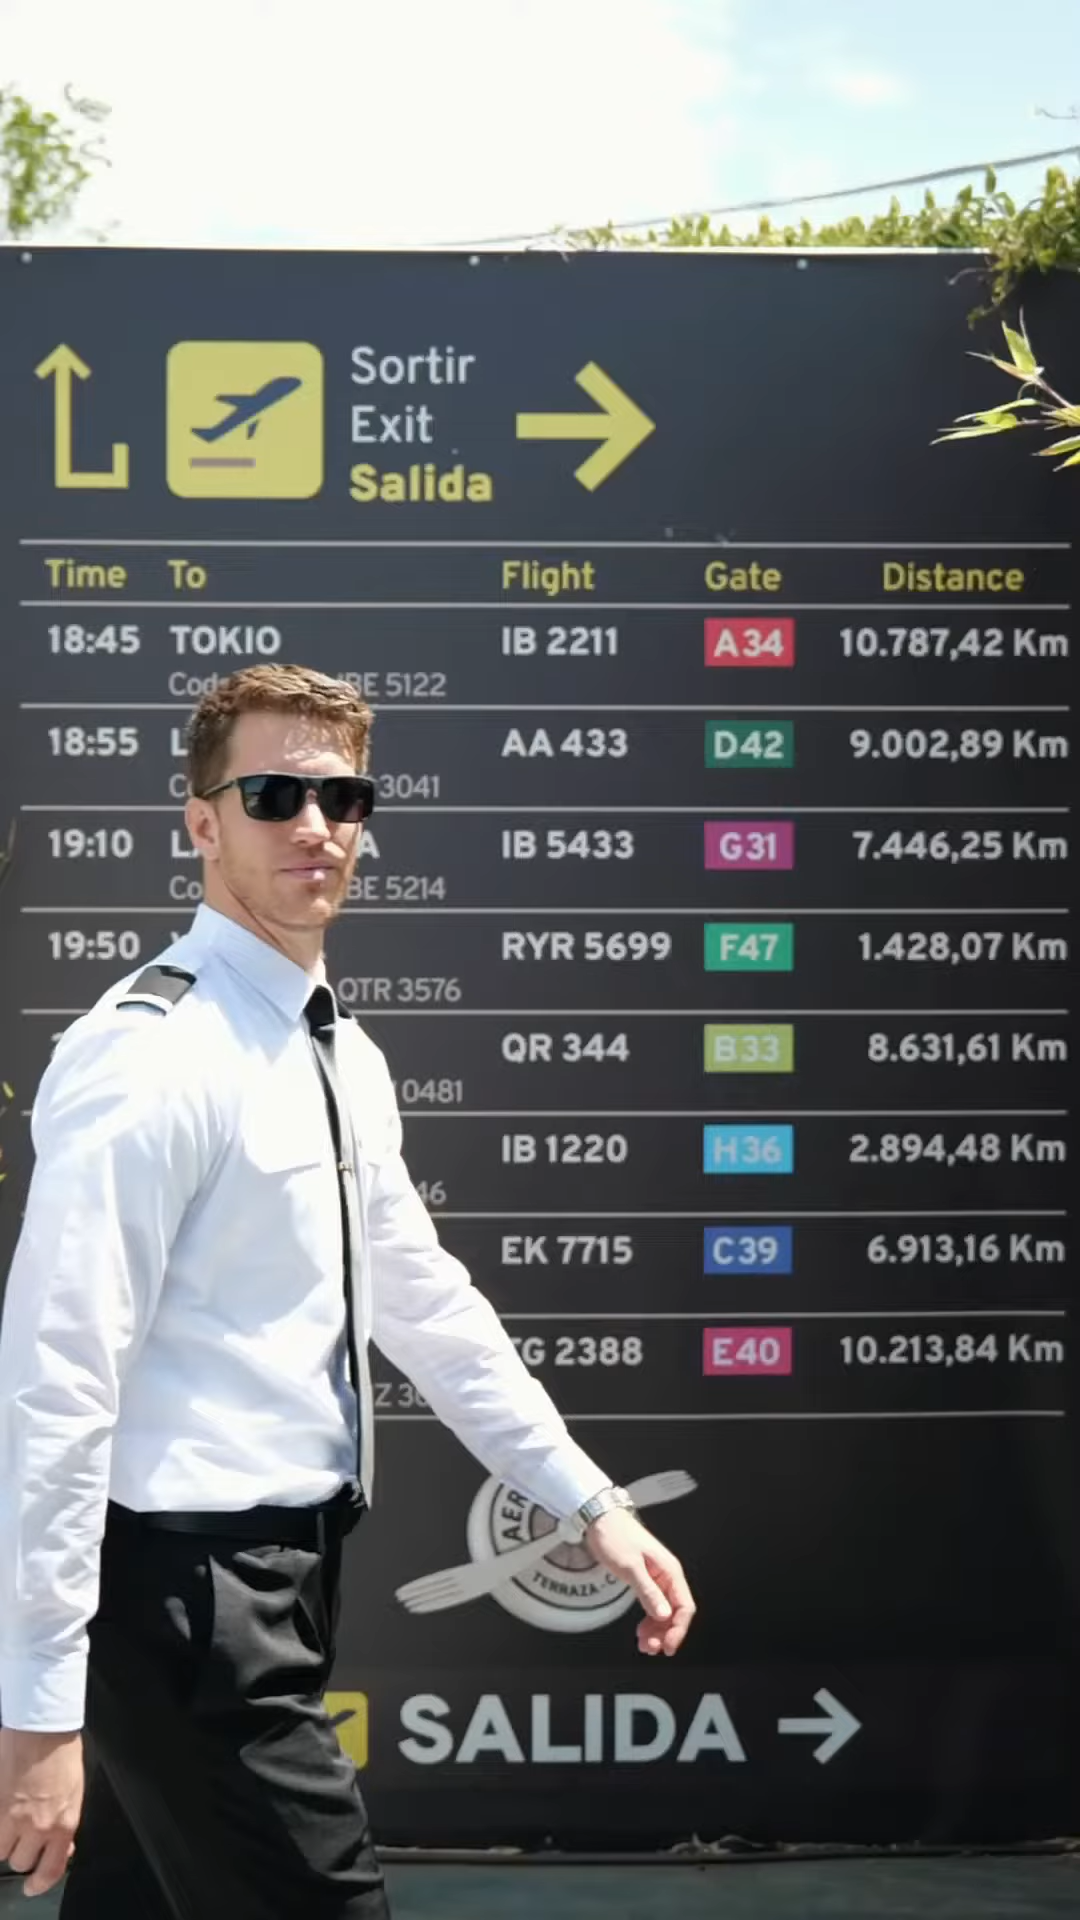 Sortir
Exit
Salida
Time To Flight Gate Distance
18:45 TOKIO IB 2211 A34 10.787,42 Km
5122
18:55 AA 433 D42 9.002,89 Km
3041
19:10 IB 5433 G31 7.446,25 Km
5214
19:50 RYR 5699 F47 1.428,07 Km
QTR 3576
QR 344 B33 8.631,61 Km
0481
IB 1220 H36 2.894,48 Km
EK 7715 C39 6.913,16 Km
2388 E40 10.213,84 Km
TERRAZA
SALIDA